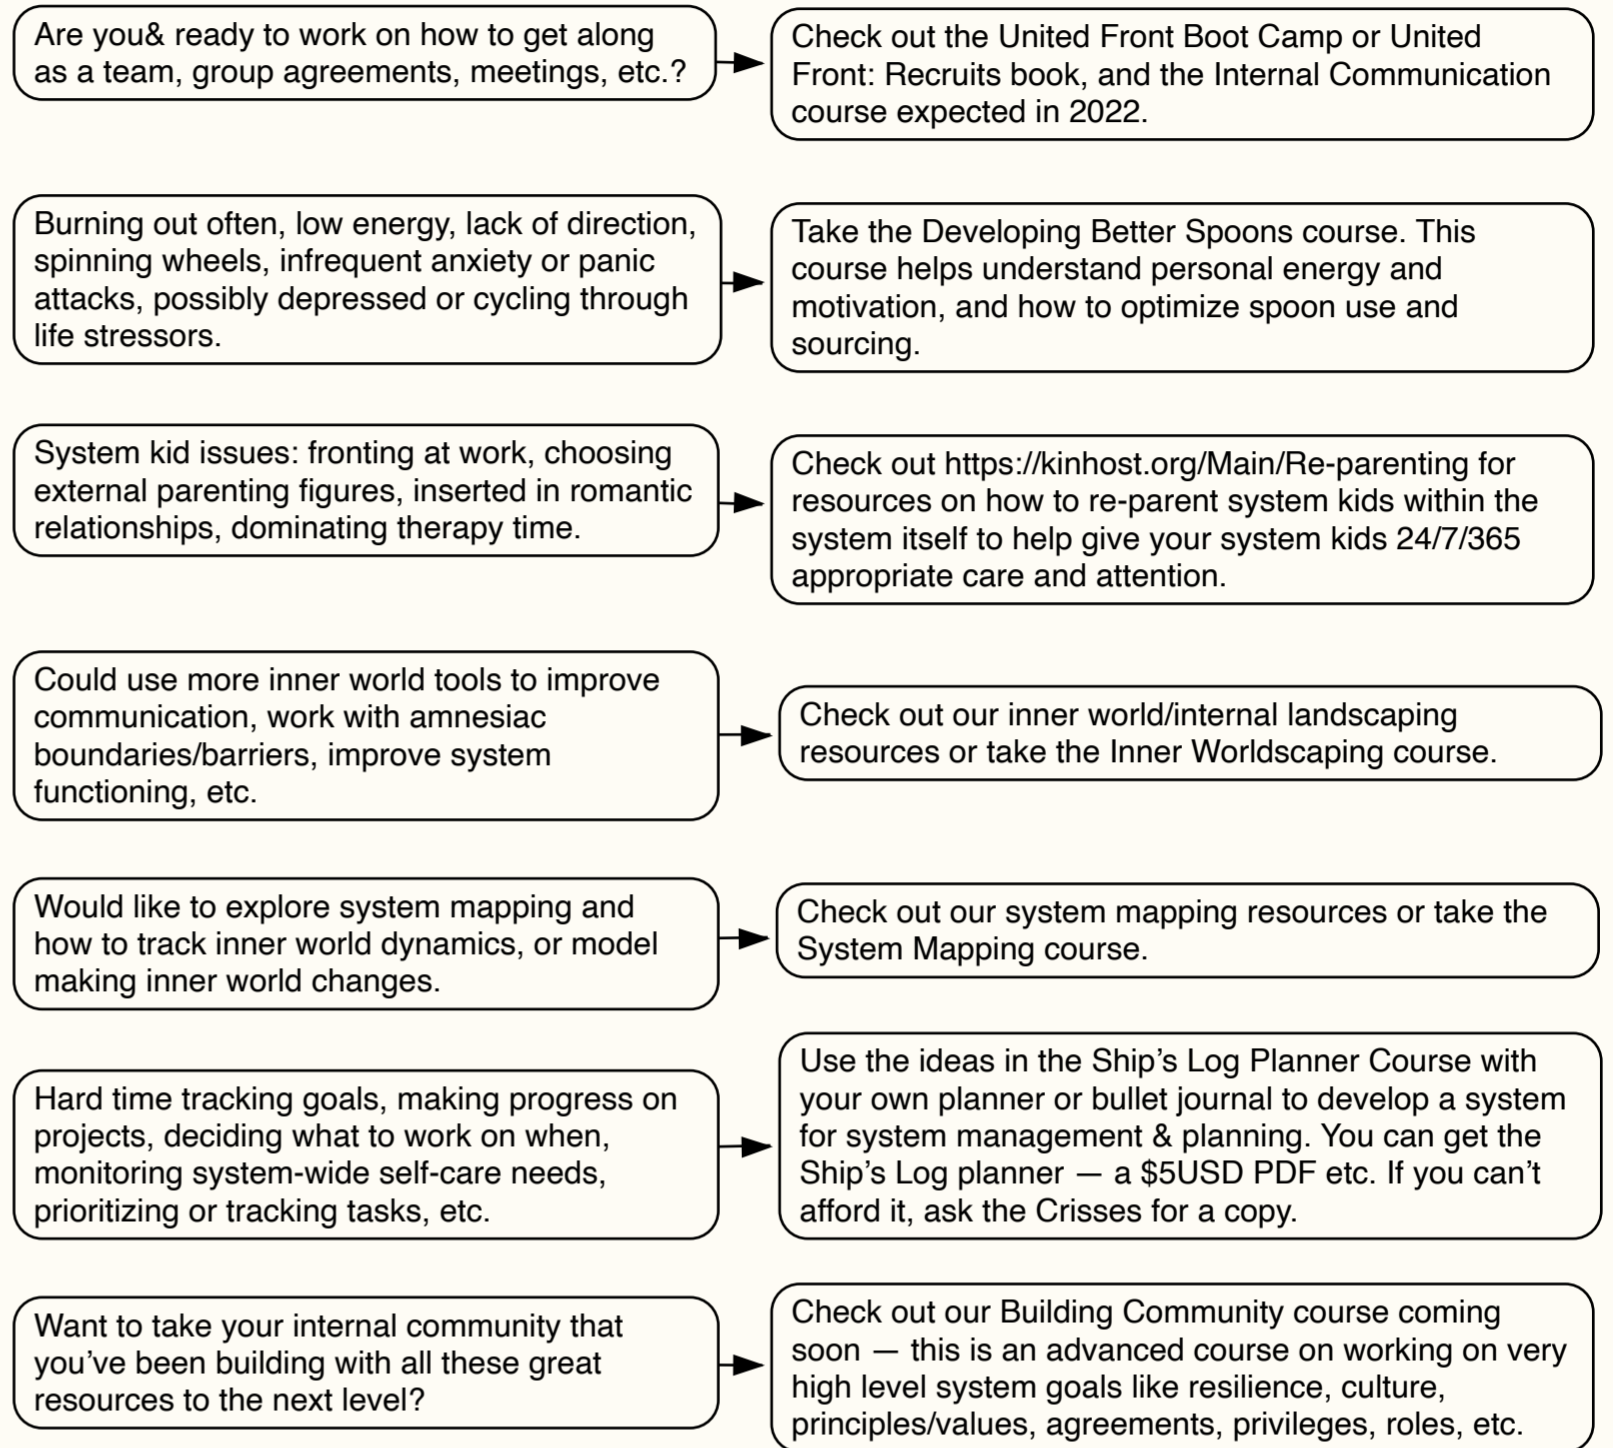 Are you& ready to work on how to get along
as a team, group agreements, meetings, etc.?
Check out the United Front Boot Camp or United
Front: Recruits book, and the Internal Communication
course expected in 2022.
Burning out often, low energy, lack of direction,
spinning wheels, infrequent anxiety or panic
attacks, possibly depressed or cycling through
life stressors.
Take the Developing Better Spoons course. This
course helps understand personal energy and
motivation, and how to optimize spoon use and
sourcing.
System kid issues: fronting at work, choosing
external parenting figures, inserted in romantic
relationships, dominating therapy time.
Check out https://kinhost.org/Main/Re-parenting for
resources on how to re-parent system kids within the
system itself to help give your system kids 24/7/365
appropriate care and attention.
Could use more inner world tools to improve
communication, work with amnesiac
boundaries/barriers, improve system
functioning, etc.
Check out our inner world/internal landscaping
resources or take the Inner Worldscaping course.
Would like to explore system mapping and
how to track inner world dynamics, or model
making inner world changes.
Check out our system mapping resources or take the
System Mapping course.
Hard time tracking goals, making progress on
projects, deciding what to work on when,
monitoring system-wide self-care needs,
prioritizing or tracking tasks, etc.
Use the ideas in the Ship’s Log Planner Course with
your own planner or bullet journal to develop a system
for system management & planning. You can get the
Ship’s Log planner — a $5USD PDF etc. If you can’t
afford it, ask the Crisses for a copy.
Want to take your internal community that
you’ve been building with all these great
resources to the next level?
Check out our Building Community course coming
soon — this is an advanced course on working on very
high level system goals like resilience, culture,
principles/values, agreements, privileges, roles, etc.